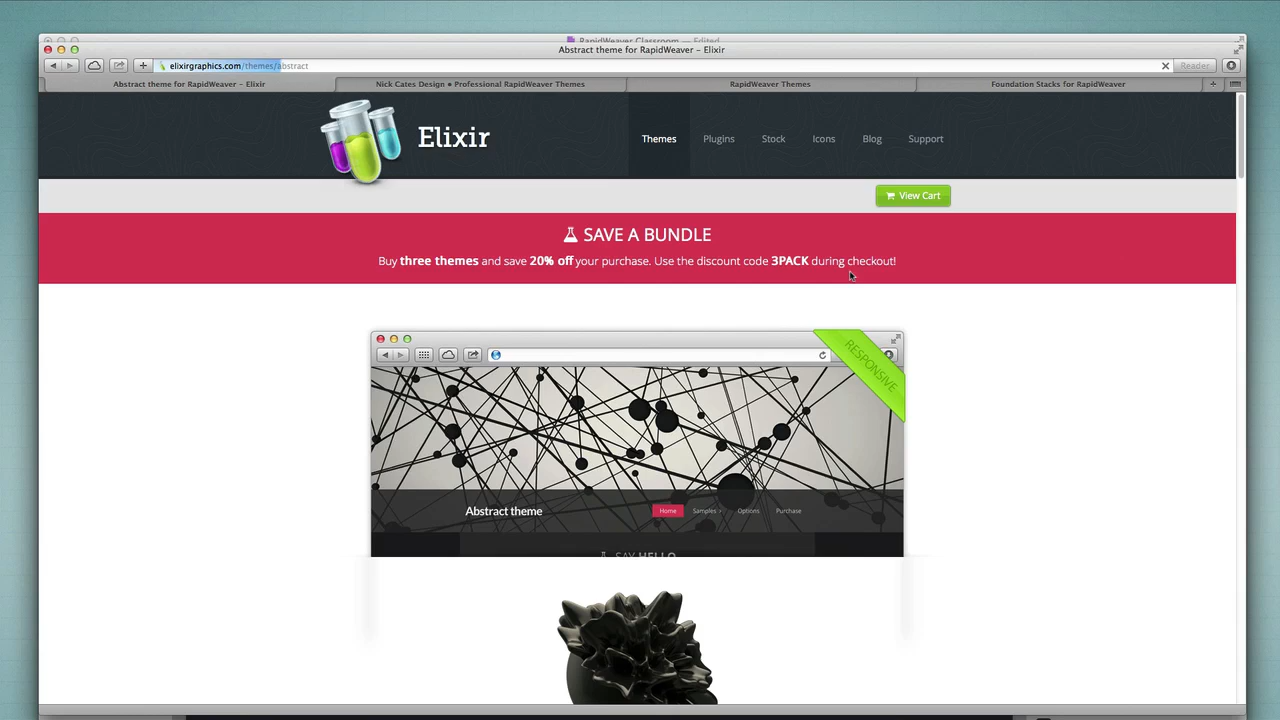 RapidWeaver Classroom — Edited
Abstract theme for RapidWeaver – Elixir
elixirgraphics.com/themes/abstract
Reader
Abstract theme for RapidWeaver – Elixir
Nick Cates Design • Professional RapidWeaver Themes
RapidWeaver Themes
Foundation Stacks for RapidWeaver
Elixir
Themes
Plugins
Stock
Icons
Blog
Support
View Cart
SAVE A BUNDLE
Buy three themes and save 20% off your purchase. Use the discount code 3PACK during checkout!
RESPONSIVE
Abstract theme
Home
Samples ›
Options
Purchase
SAY HELLO